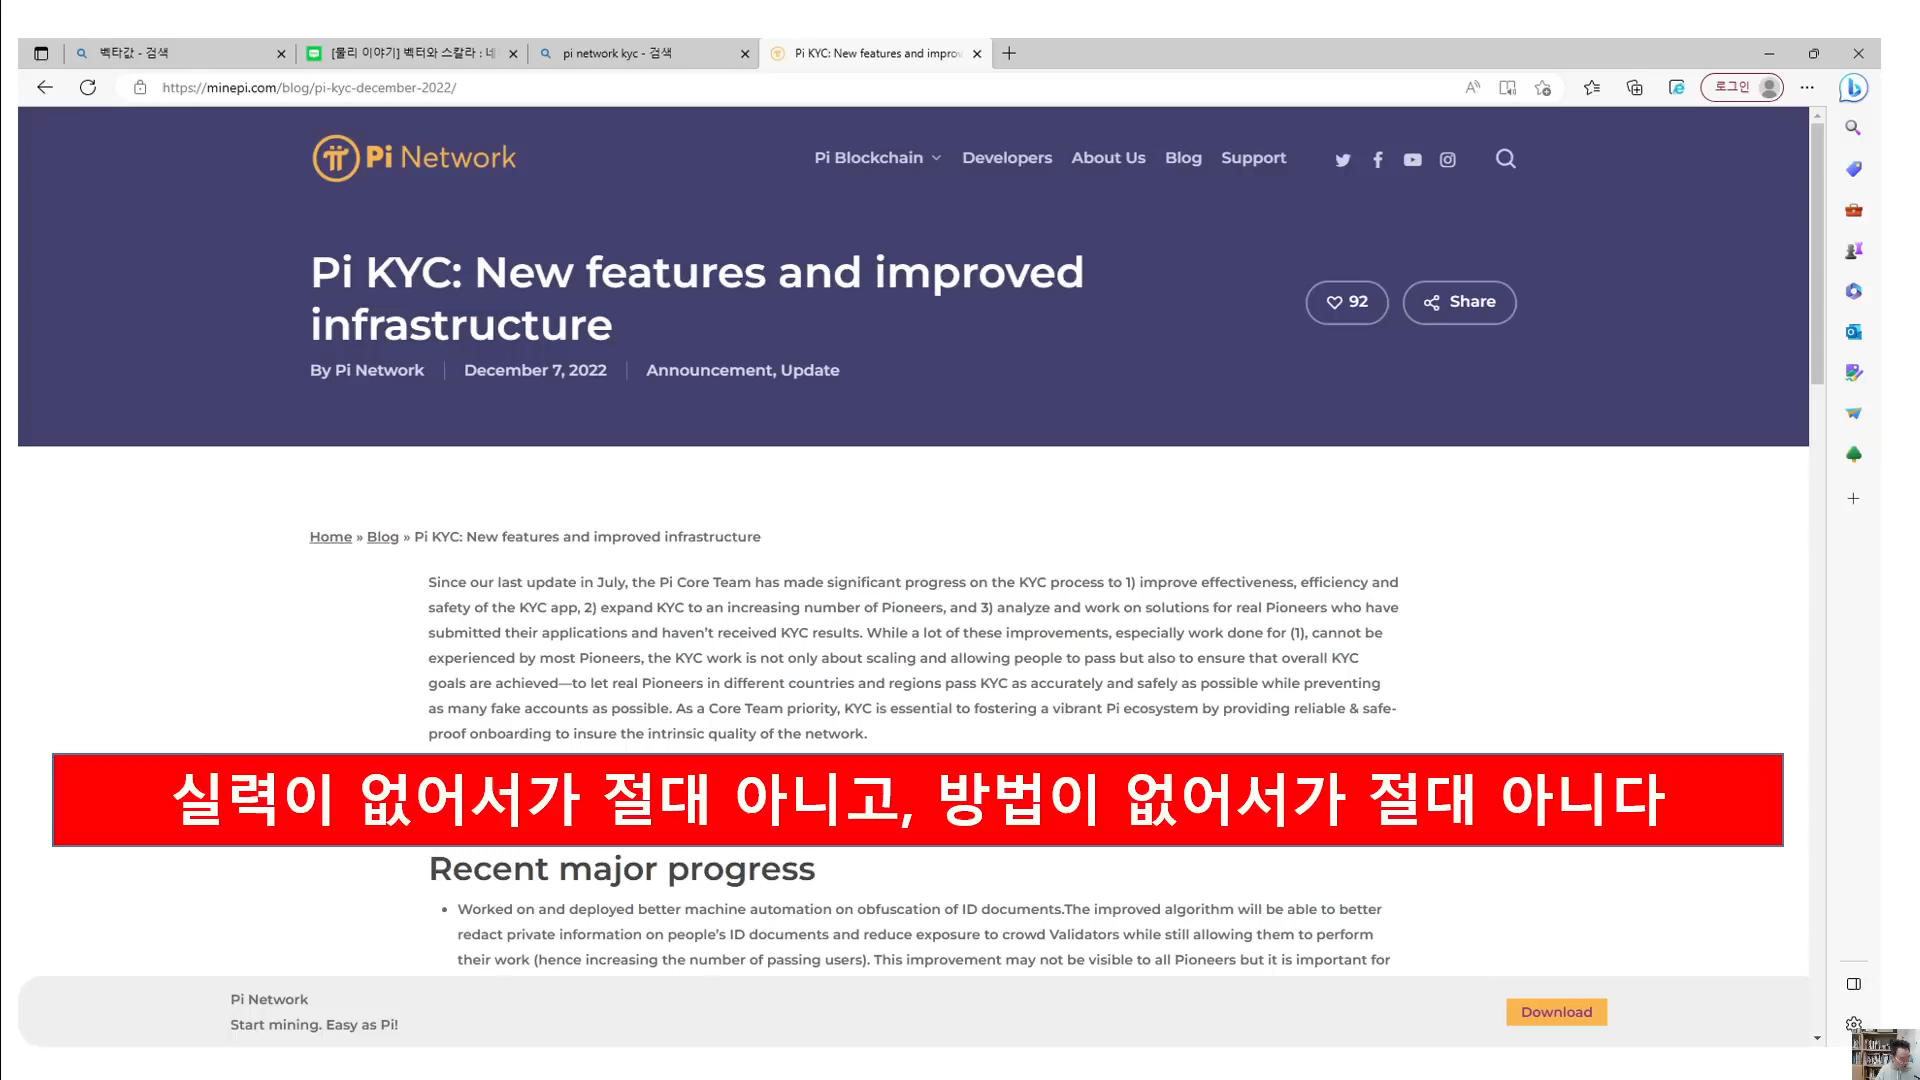 벡타값 - 검색
[물리 이야기] 벡터와 스칼라 : 네
pi network kyc - 검색
Pi KYC: New features and improv
https://minepi.com/blog/pi-kyc-december-2022/
로그인
Pi Network
Pi Blockchain
Developers
About Us
Blog
Support
Pi KYC: New features and improved
infrastructure
92
Share
By Pi Network
December 7, 2022
Announcement, Update
Home » Blog » Pi KYC: New features and improved infrastructure
Since our last update in July, the Pi Core Team has made significant progress on the KYC process to 1) improve effectiveness, efficiency and
safety of the KYC app, 2) expand KYC to an increasing number of Pioneers, and 3) analyze and work on solutions for real Pioneers who have
submitted their applications and haven’t received KYC results. While a lot of these improvements, especially work done for (1), cannot be
experienced by most Pioneers, the KYC work is not only about scaling and allowing people to pass but also to ensure that overall KYC
goals are achieved—to let real Pioneers in different countries and regions pass KYC as accurately and safely as possible while preventing
as many fake accounts as possible. As a Core Team priority, KYC is essential to fostering a vibrant Pi ecosystem by providing reliable & safe-
proof onboarding to insure the intrinsic quality of the network.
실력이 없어서가 절대 아니고, 방법이 없어서가 절대 아니다
Recent major progress
• Worked on and deployed better machine automation on obfuscation of ID documents.The improved algorithm will be able to better
redact private information on people’s ID documents and reduce exposure to crowd Validators while still allowing them to perform
their work (hence increasing the number of passing users). This improvement may not be visible to all Pioneers but it is important for
Pi Network
Start mining. Easy as Pi!
Download